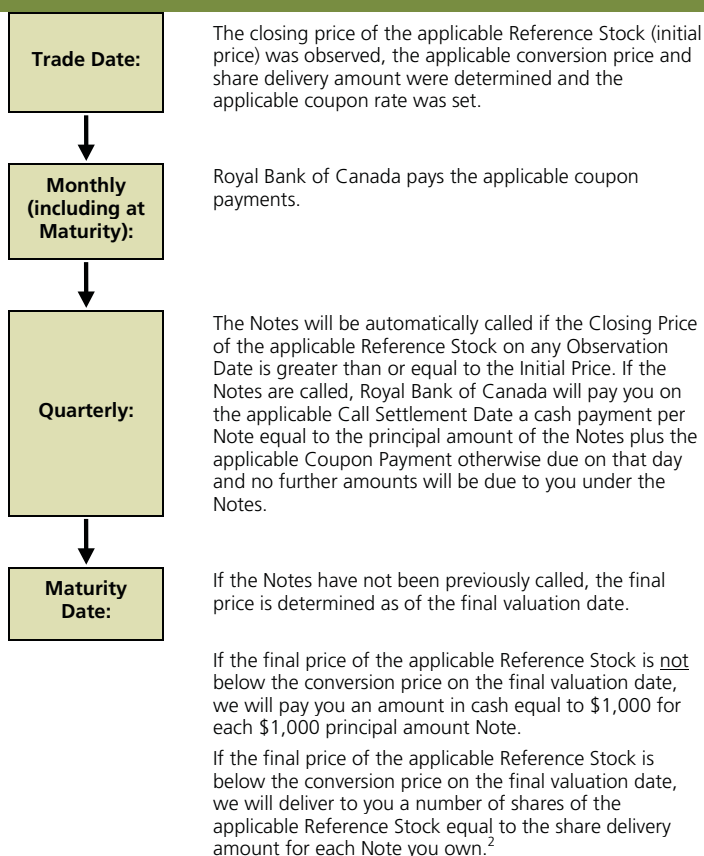 Trade Date:
The closing price of the applicable Reference Stock (initial
price) was observed, the applicable conversion price and
share delivery amount were determined and the
applicable coupon rate was set.
Monthly
(including at
Maturity):
Royal Bank of Canada pays the applicable coupon
payments.
Quarterly:
The Notes will be automatically called if the Closing Price
of the applicable Reference Stock on any Observation
Date is greater than or equal to the Initial Price. If the
Notes are called, Royal Bank of Canada will pay you on
the applicable Call Settlement Date a cash payment per
Note equal to the principal amount of the Notes plus the
applicable Coupon Payment otherwise due on that day
and no further amounts will be due to you under the
Notes.
Maturity
Date:
If the Notes have not been previously called, the final
price is determined as of the final valuation date.
If the final price of the applicable Reference Stock is not
below the conversion price on the final valuation date,
we will pay you an amount in cash equal to $1,000 for
each $1,000 principal amount Note.
If the final price of the applicable Reference Stock is
below the conversion price on the final valuation date,
we will deliver to you a number of shares of the
applicable Reference Stock equal to the share delivery
amount for each Note you own.²